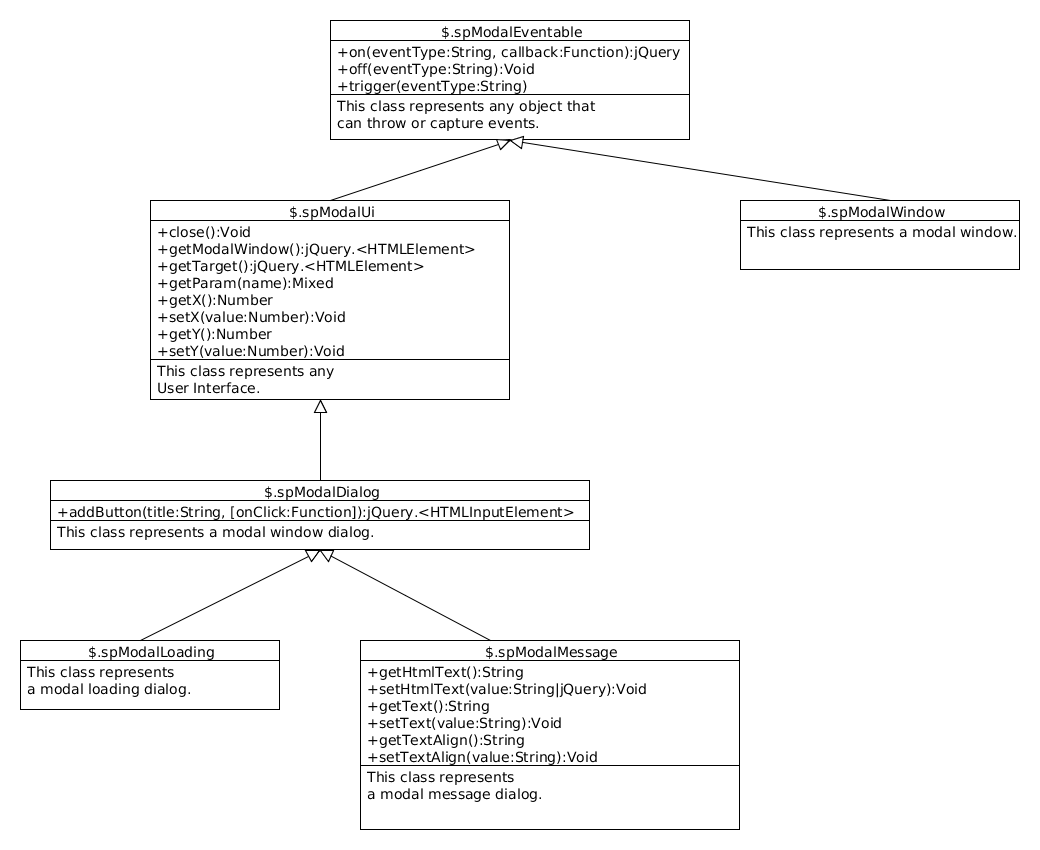 $.spModalEventable
+on(eventType:String, callback:Function):jQuery
+off(eventType:String):Void
+trigger(eventType:String)
This class represents any object that
can throw or capture events.
$.spModalUi
+close():Void
+getModalWindow():jQuery.<HTMLElement>
+getTarget():jQuery.<HTMLElement>
+getParam(name):Mixed
+getX():Number
+setX(value:Number):Void
+getY():Number
+setY(value:Number):Void
This class represents any
User Interface.
$.spModalWindow
This class represents a modal window.
$.spModalDialog
+addButton(title:String, [onClick:Function]):jQuery.<HTMLInputElement>
This class represents a modal window dialog.
$.spModalLoading
This class represents
a modal loading dialog.
$.spModalMessage
+getHtmlText():String
+setHtmlText(value:String|jQuery):Void
+getText():String
+setText(value:String):Void
+getTextAlign():String
+setTextAlign(value:String):Void
This class represents
a modal message dialog.